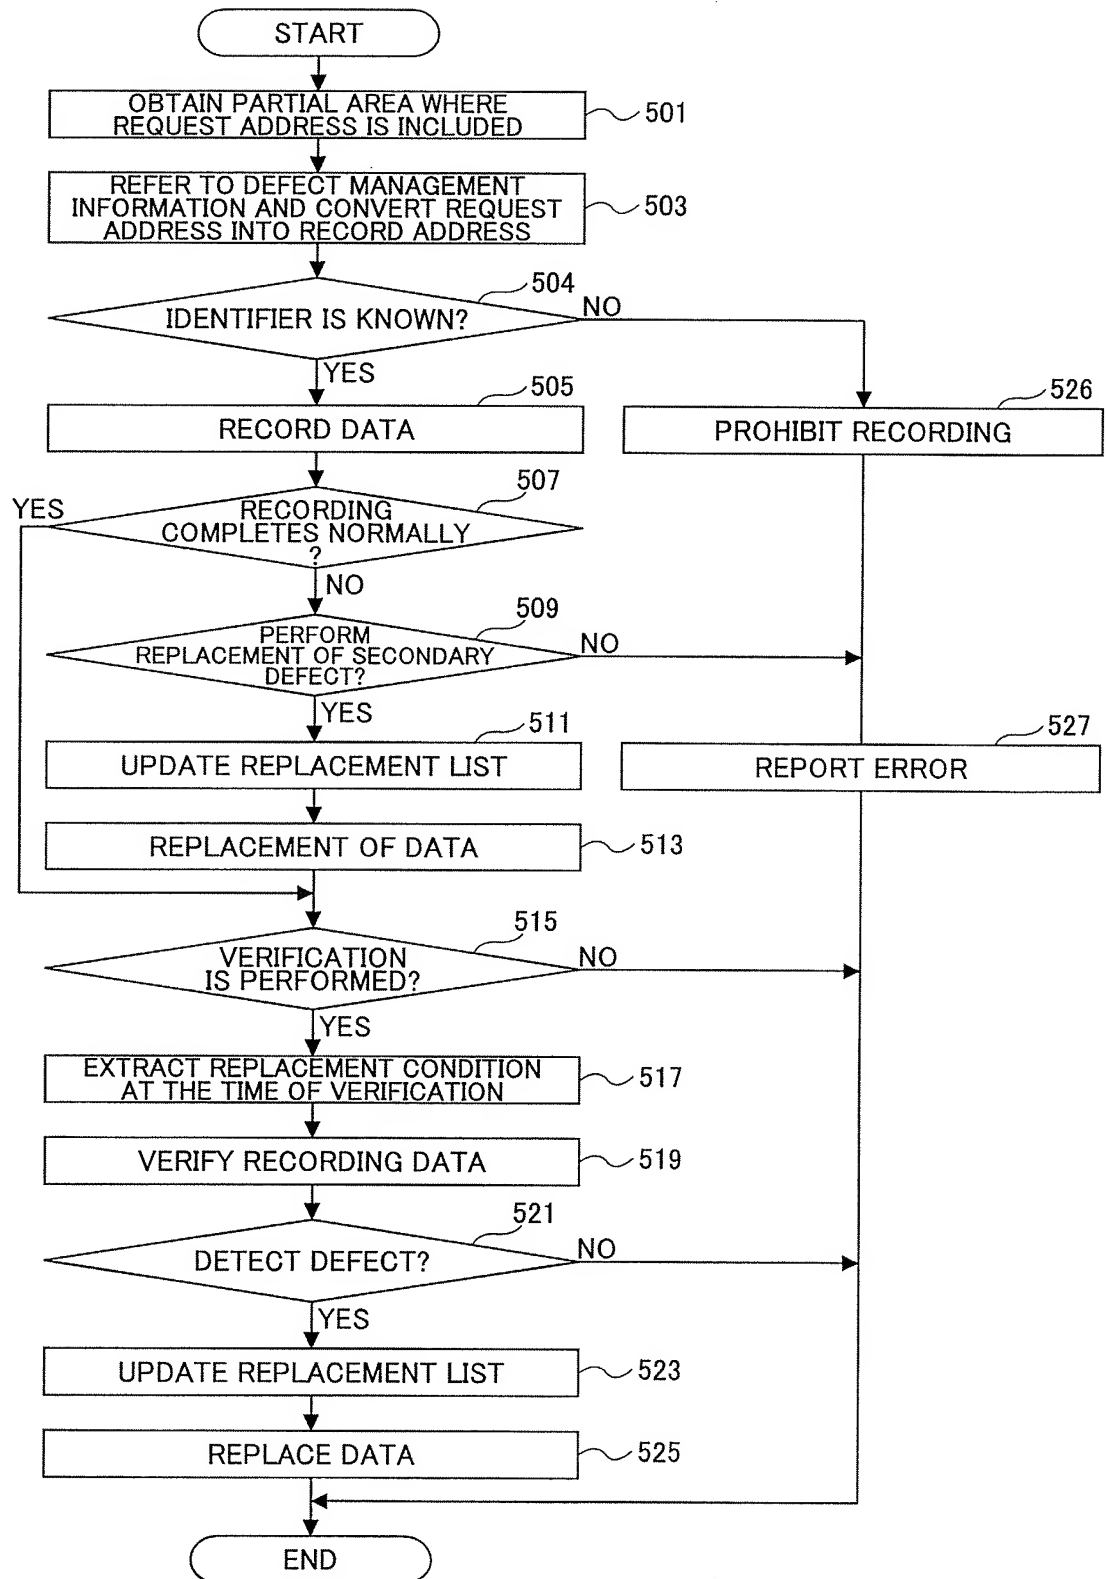 START
OBTAIN PARTIAL AREA WHERE
REQUEST ADDRESS IS INCLUDED
501
REFER TO DEFECT MANAGEMENT
INFORMATION AND CONVERT REQUEST
ADDRESS INTO RECORD ADDRESS
503
504
IDENTIFIER IS KNOWN?
NO
YES
505
RECORD DATA
526
PROHIBIT RECORDING
507
YES
RECORDING
COMPLETES NORMALLY
?
NO
509
PERFORM
REPLACEMENT OF SECONDARY
DEFECT?
NO
YES
511
UPDATE REPLACEMENT LIST
527
REPORT ERROR
REPLACEMENT OF DATA
513
515
VERIFICATION
IS PERFORMED?
NO
YES
EXTRACT REPLACEMENT CONDITION
AT THE TIME OF VERIFICATION
517
VERIFY RECORDING DATA
519
521
DETECT DEFECT?
NO
YES
UPDATE REPLACEMENT LIST
523
REPLACE DATA
525
END